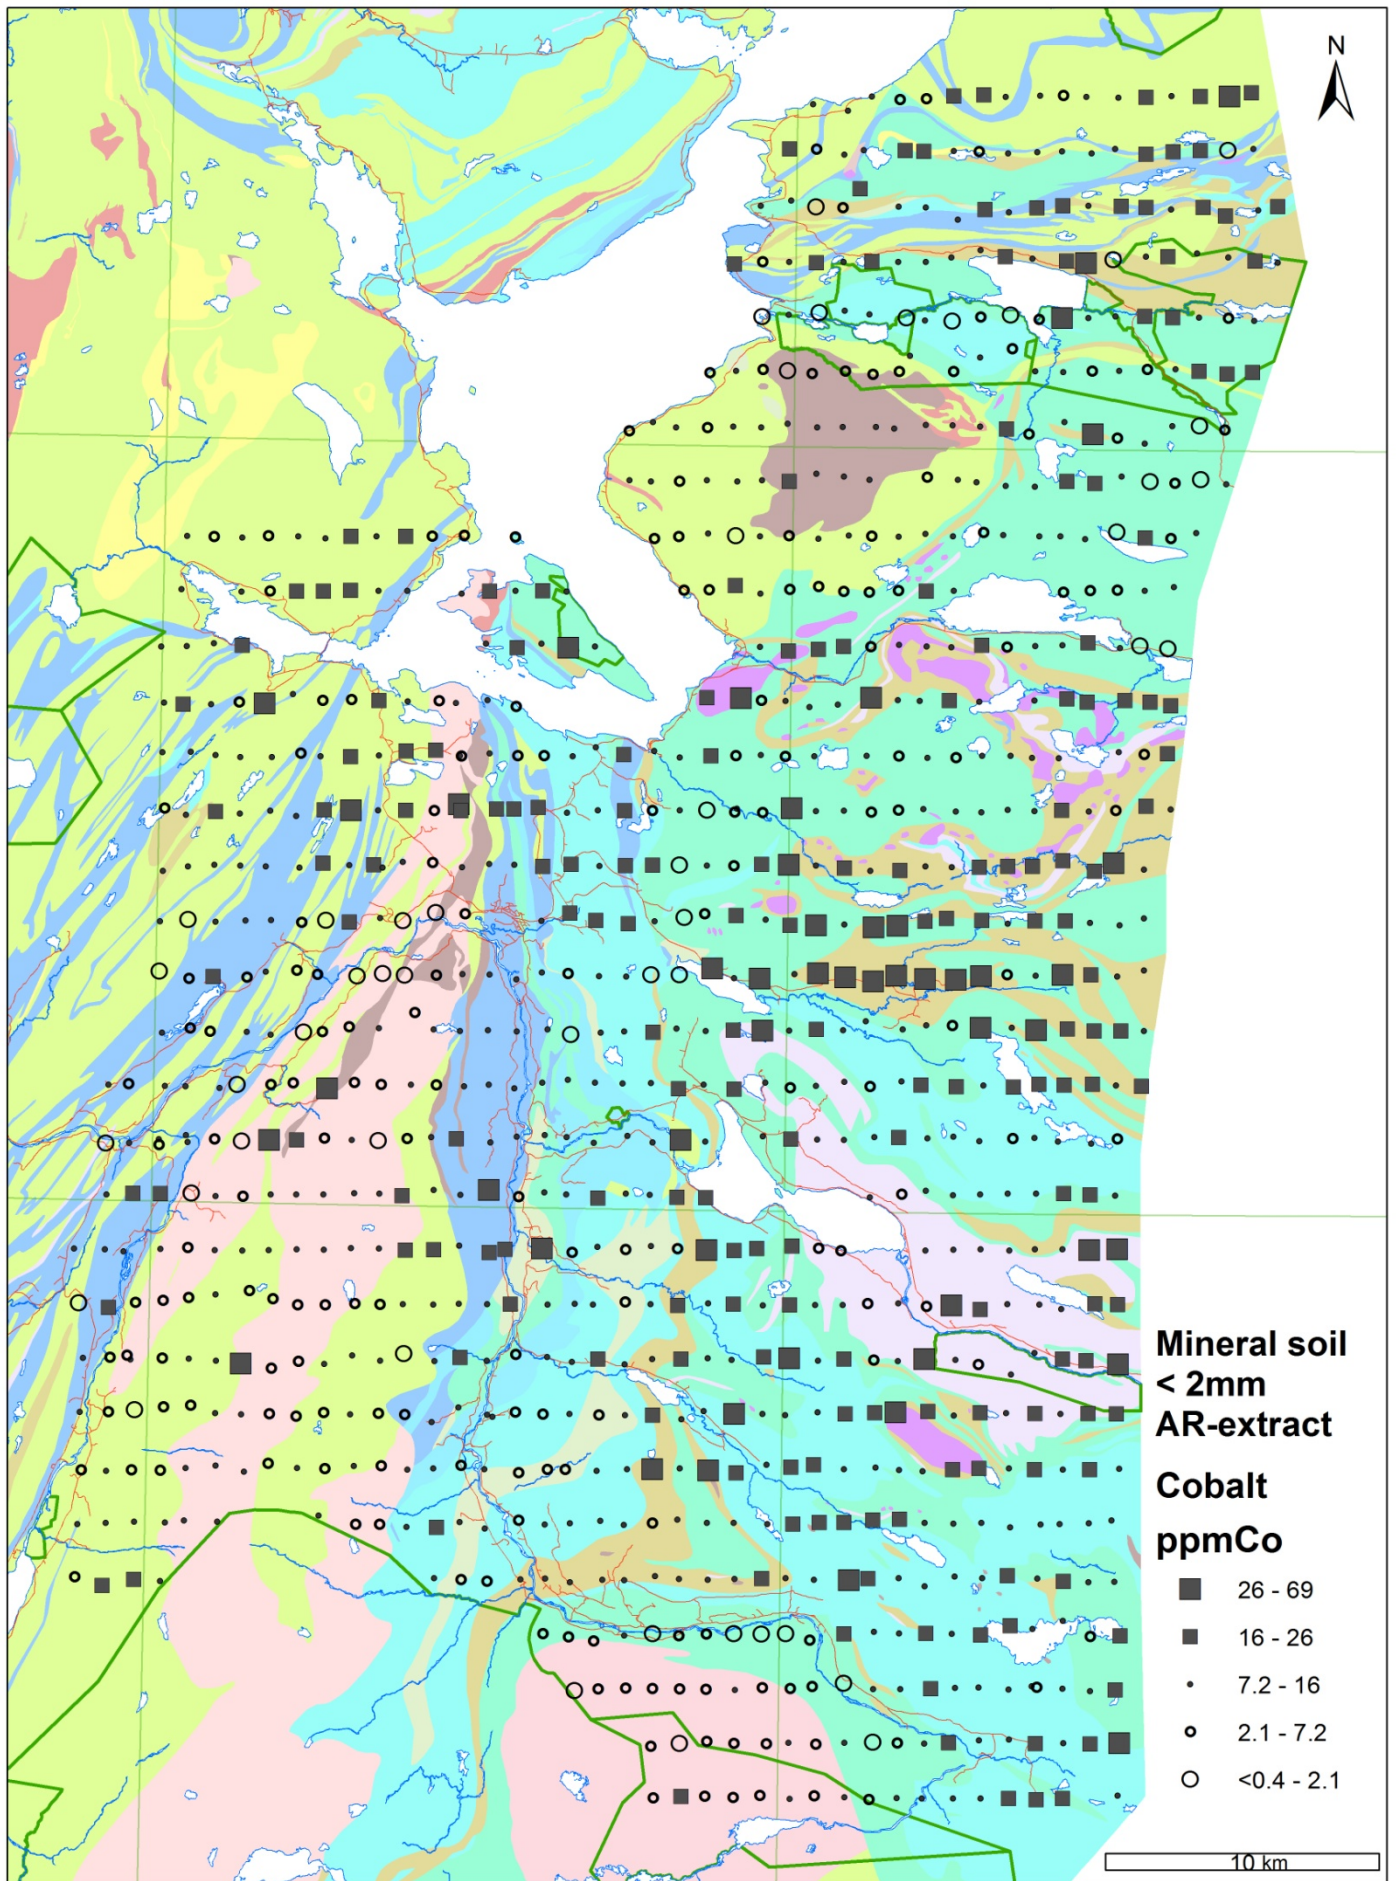 N
Mineral soil
< 2mm
AR-extract
Cobalt
ppmCo
26 - 69
16 - 26
7.2 - 16
2.1 - 7.2
<0.4 - 2.1
10 km